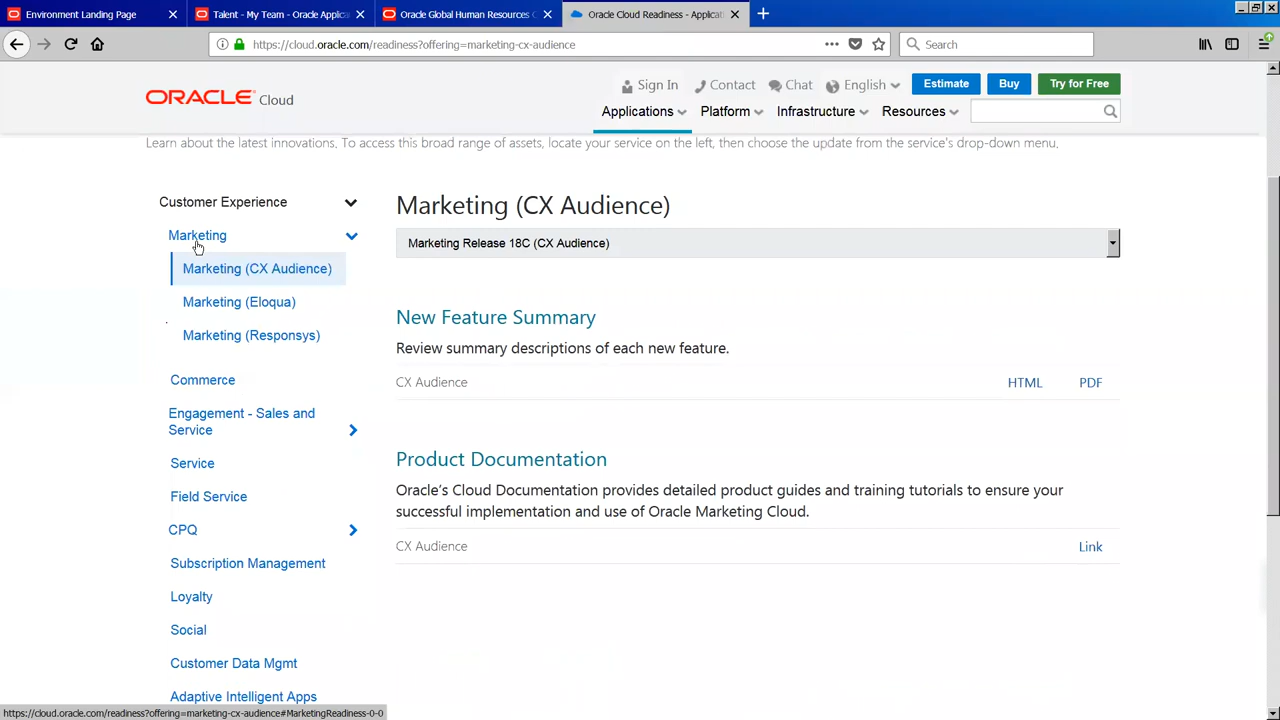 Environment Landing Page
Talent - My Team - Oracle Applic
Oracle Global Human Resources C
Oracle Cloud Readiness - Applicati
https://cloud.oracle.com/readiness?offering=marketing-cx-audience
Search
ORACLE Cloud
Sign In
Contact
Chat
English
Estimate
Buy
Try for Free
Applications
Platform
Infrastructure
Resources
Learn about the latest innovations. To access this broad range of assets, locate your service on the left, then choose the update from the service's drop-down menu.
Customer Experience
Marketing
Marketing (CX Audience)
Marketing (Eloqua)
Marketing (Responsys)
Commerce
Engagement - Sales and
Service
Service
Field Service
CPQ
Subscription Management
Loyalty
Social
Customer Data Mgmt
Adaptive Intelligent Apps
Marketing (CX Audience)
Marketing Release 18C (CX Audience)
New Feature Summary
Review summary descriptions of each new feature.
CX Audience HTML PDF
Product Documentation
Oracle’s Cloud Documentation provides detailed product guides and training tutorials to ensure your
successful implementation and use of Oracle Marketing Cloud.
CX Audience Link
https://cloud.oracle.com/readiness?offering=marketing-cx-audience#MarketingReadiness-0-0